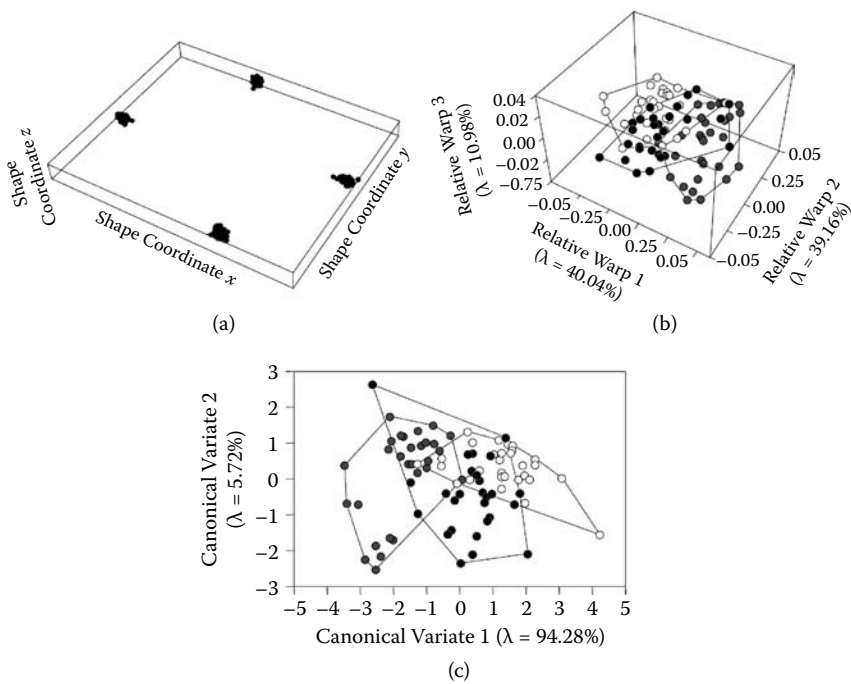 Shape
Coordinate z
Shape Coordinate x
Shape Coordinate y
(a)
Relative Warp 3
(λ = 10.98%)
0.04
0.02
0.00
−0.02
−0.75
−0.05
−0.25
0.00
0.25
0.05
Relative Warp 1
(λ = 40.04%)
0.05
0.25
0.00
−0.25
−0.05
Relative Warp 2
(λ = 39.16%)
(b)
Canonical Variate 2
(λ = 5.72%)
3
2
1
0
−1
−2
−3
−5 −4 −3 −2 −1 0 1 2 3 4 5
Canonical Variate 1 (λ = 94.28%)
(c)